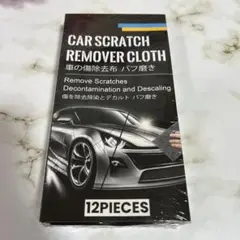 CAR SCRATCH
REMOVER CLOTH
車の傷除去布 バフ磨き
Remove Scratches
Decontamination and Descaling
傷を除去除染とデカルト バフ磨き
12PIECES